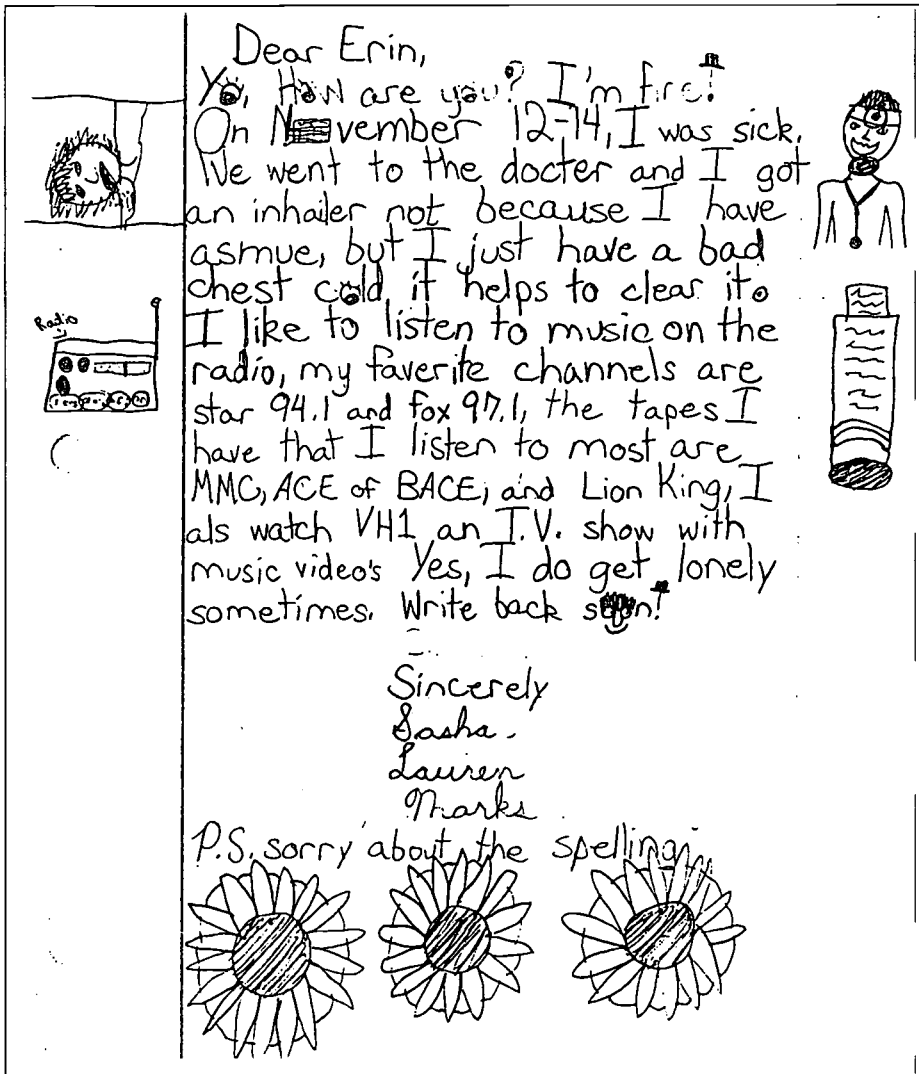 Dear Erin,
Yo, How are you? I'm fine!
On November 12-14, I was sick.
We went to the docter and I got
an inhailer not because I have
asmue, but I just have a bad
chest cold, it helps to clear it.
Radio
I like to listen to music on the
radio, my faverite channels are
star 94.1 and fox 97.1, the tapes I
have that I listen to most are
MMC, ACE of BACE, and Lion King, I
als watch VH1 an T.V. show with
music video's Yes, I do get lonely
sometimes. Write back soon!
Sincerely
Sasha
Lauren
Marks
P.S. sorry about the spelling